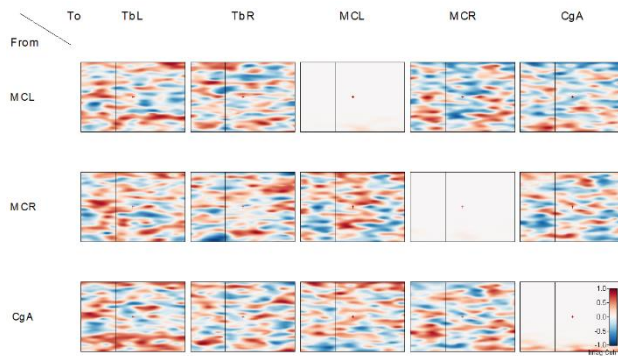 To TbL TbR MCL MCR CgA
From
MCL
MCR
CgA
1.0
0.5
0.0
-0.5
-1.0